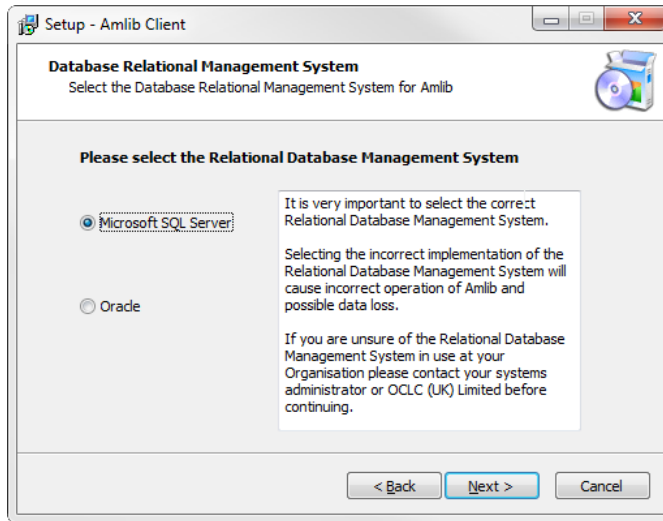 Setup - Amlib Client
Database Relational Management System
Select the Database Relational Management System for Amlib
Please select the Relational Database Management System
Microsoft SQL Server
Oracle
It is very important to select the correct
Relational Database Management System.
Selecting the incorrect implementation of the
Relational Database Management System will
cause incorrect operation of Amlib and
possible data loss.
If you are unsure of the Relational Database
Management System in use at your
Organisation please contact your systems
administrator or OCLC (UK) Limited before
continuing.
< Back
Next >
Cancel